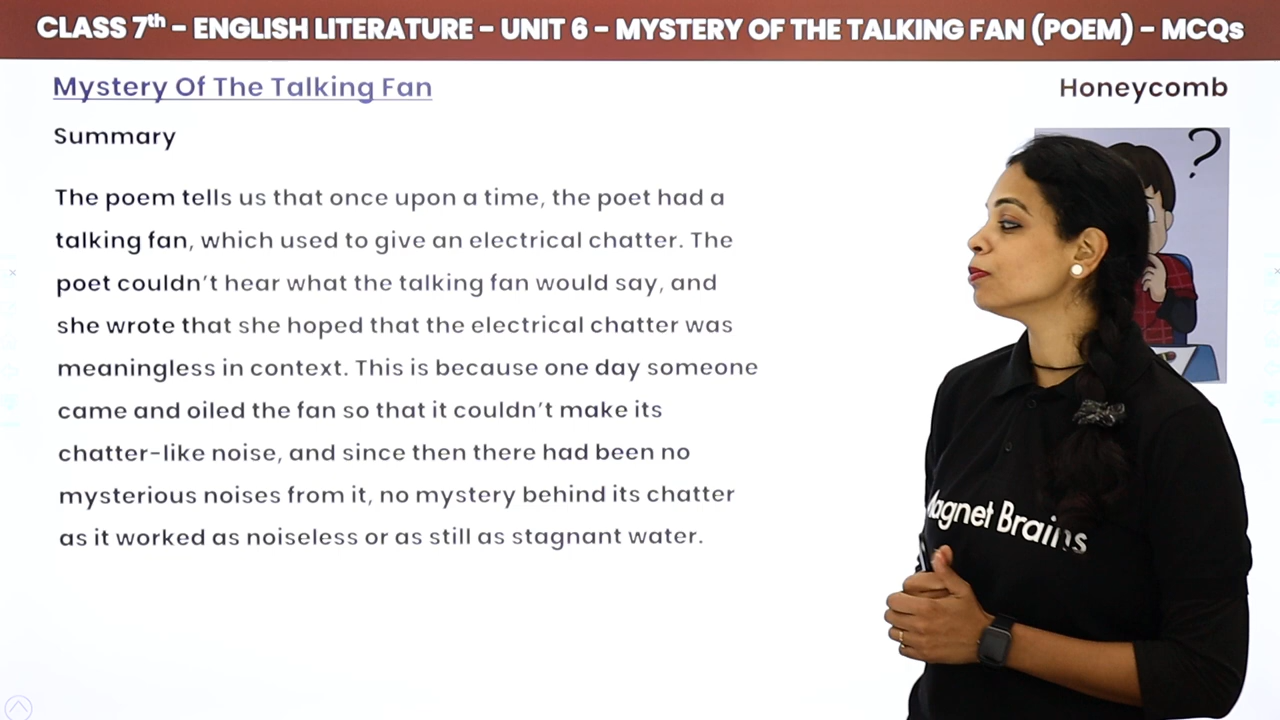 CLASS 7th – ENGLISH LITERATURE – UNIT 6 – MYSTERY OF THE TALKING FAN (POEM) – MCQs
Mystery Of The Talking Fan
Honeycomb
Summary
?
The poem tells us that once upon a time, the poet had a
talking fan, which used to give an electrical chatter. The
poet couldn't hear what the talking fan would say, and
she wrote that she hoped that the electrical chatter was
meaningless in context. This is because one day someone
came and oiled the fan so that it couldn't make its
chatter-like noise, and since then there had been no
mysterious noises from it, no mystery behind its chatter
as it worked as noiseless or as still as stagnant water.
Magnet Brains